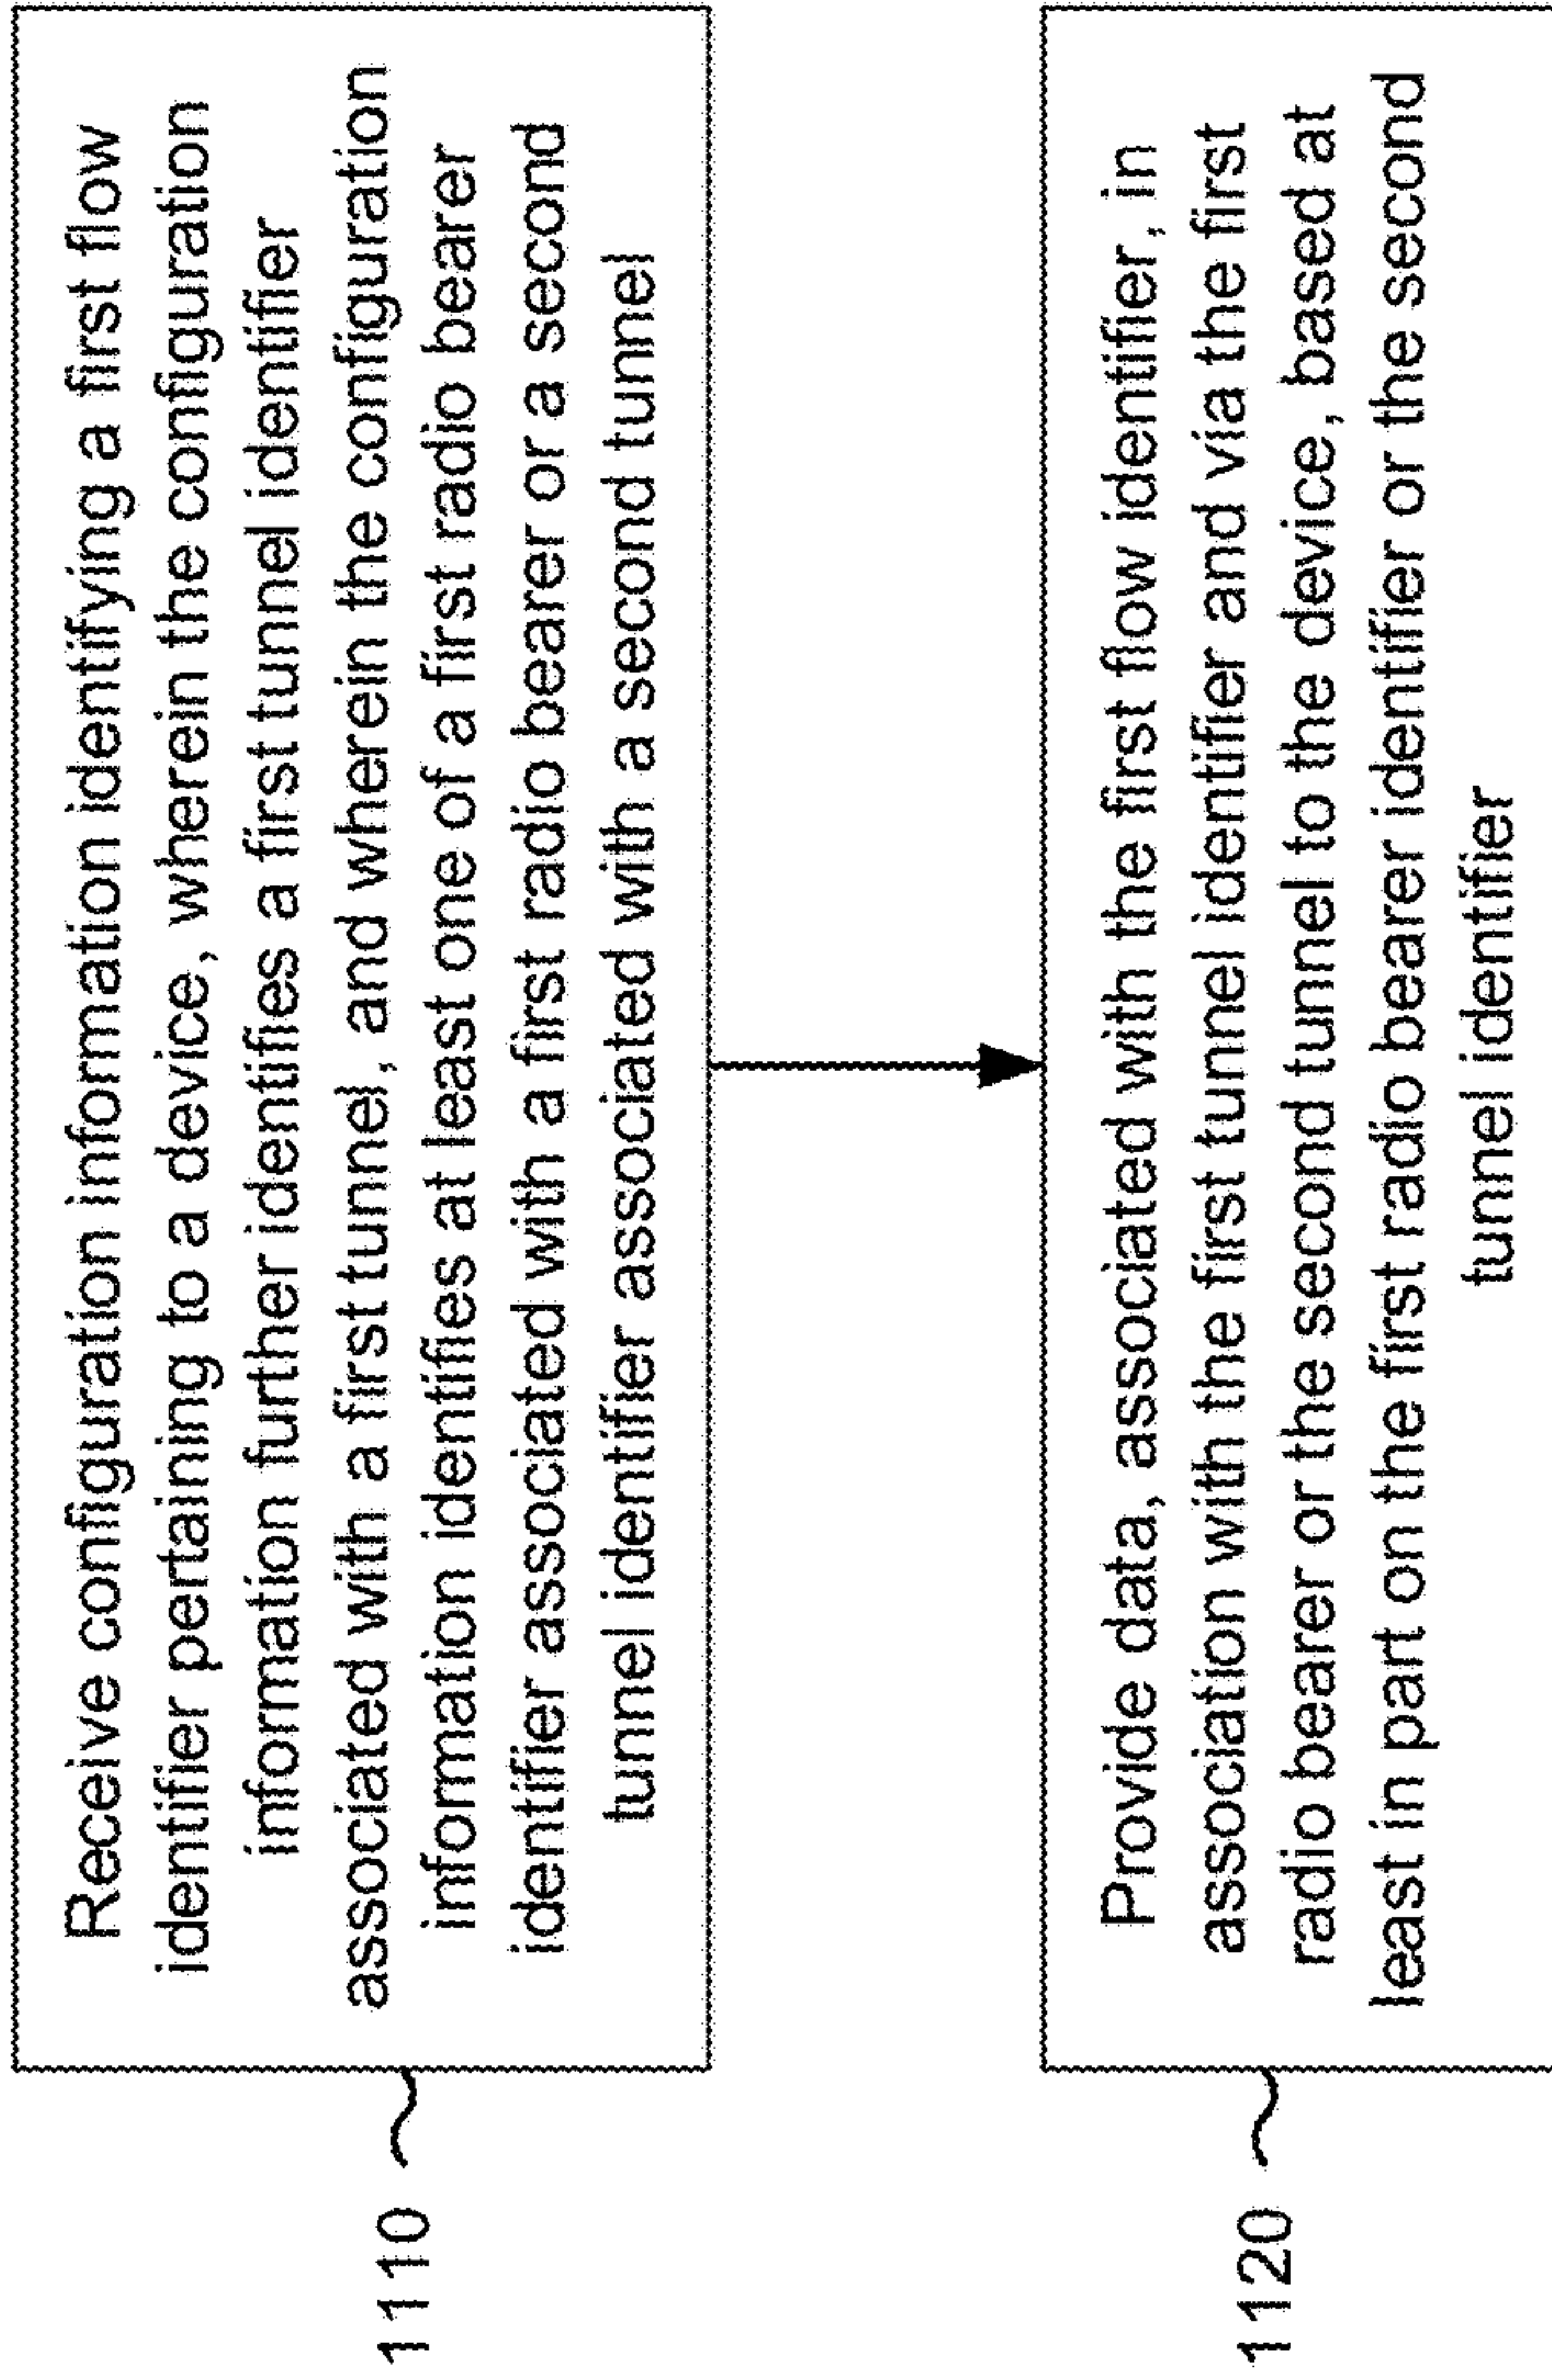 Receive configuration information identifying a first flow
identifier pertaining to a device, wherein the configuration
information further identifies a first tunnel identifier
associated with a first tunnel, and wherein the configuration
information identifies at least one of a first radio bearer
identifier associated with a first radio bearer or a second
tunnel identifier associated with a second tunnel
1110
Provide data, associated with the first flow identifier, in
association with the first tunnel identifier and via the first
radio bearer or the second tunnel to the device, based at
least in part on the first radio bearer identifier or the second
tunnel identifier
1120